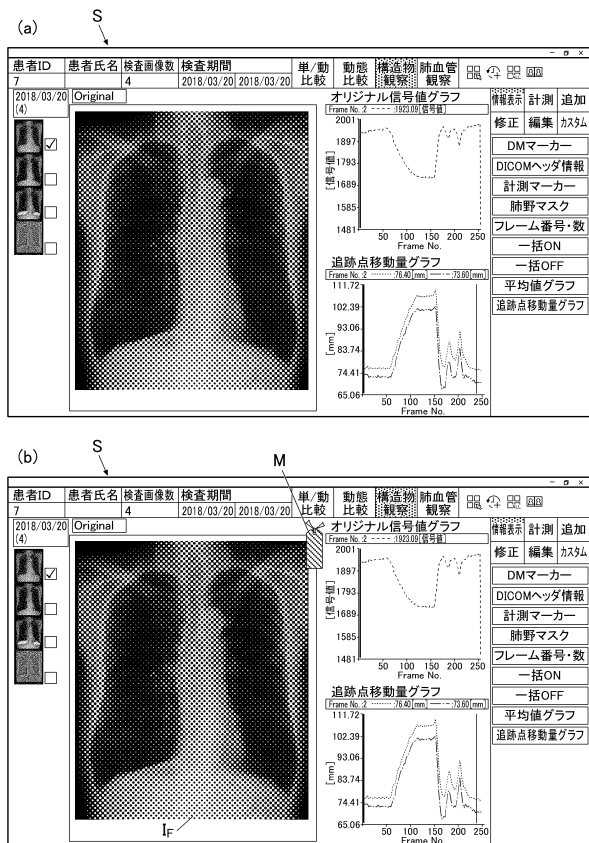 (a)
S
患者ID 患者氏名 検査画像数 検査期間 単/動比較 動態比較 構造物観察 肺血管観察
7 4 2018/03/20 2018/03/20
2018/03/20
(4)
Original
オリジナル信号値グラフ
Frame No. :2 ----:1923.09[信号値]
2001
1897
1793
1689
1585
1481
[信号値]
50 100 150 200 250
Frame No.
追跡点移動量グラフ
Frame No. :2 ·······:76.40[mm] —·—·:73.60[mm]
111.72
102.39
93.06
83.74
74.41
65.06
[mm]
50 100 150 200 250
Frame No.
情報表示 計測 追加
修正 編集 カスタム
DMマーカー
DICOMヘッダ情報
計測マーカー
肺野マスク
フレーム番号・数
一括ON
一括OFF
平均値グラフ
追跡点移動量グラフ
(b)
S
M
患者ID 患者氏名 検査画像数 検査期間 単/動比較 動態比較 構造物観察 肺血管観察
7 4 2018/03/20 2018/03/20
2018/03/20
(4)
Original
オリジナル信号値グラフ
Frame No. :2 ----:1923.09[信号値]
2001
1897
1793
1689
1585
1481
[信号値]
50 100 150 200 250
Frame No.
追跡点移動量グラフ
Frame No. :2 ·······:76.40[mm] —·—·:73.60[mm]
111.72
102.39
93.06
83.74
74.41
65.06
[mm]
50 100 150 200 250
Frame No.
情報表示 計測 追加
修正 編集 カスタム
DMマーカー
DICOMヘッダ情報
計測マーカー
肺野マスク
フレーム番号・数
一括ON
一括OFF
平均値グラフ
追跡点移動量グラフ
IF